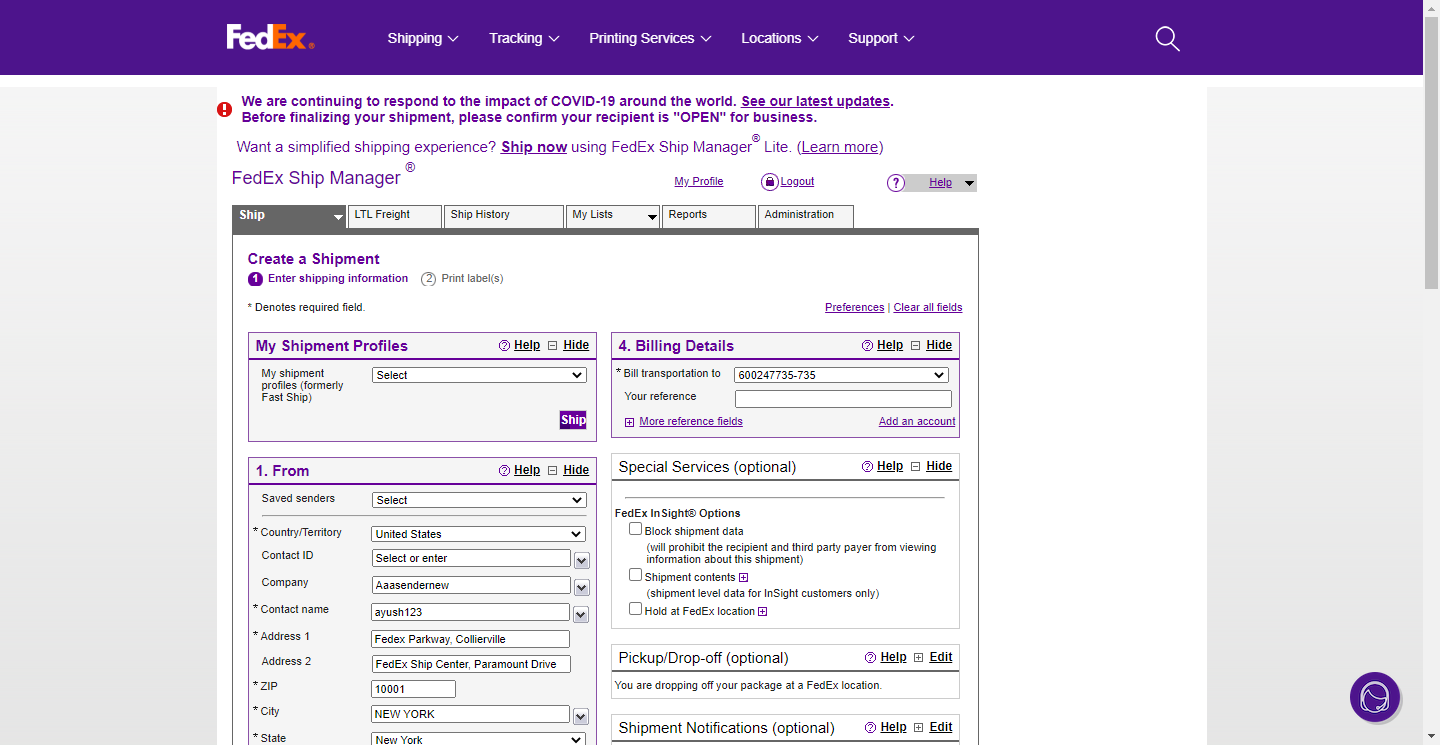 FedEx®
Shipping Tracking Printing Services Locations Support
We are continuing to respond to the impact of COVID-19 around the world. See our latest updates.
Before finalizing your shipment, please confirm your recipient is "OPEN" for business.
Want a simplified shipping experience? Ship now using FedEx Ship Manager® Lite. (Learn more)
FedEx Ship Manager ®
My Profile Logout ? Help
Ship LTL Freight Ship History My Lists Reports Administration
Create a Shipment
1 Enter shipping information 2 Print label(s)
* Denotes required field.
Preferences | Clear all fields
My Shipment Profiles ? Help Hide
My shipment
profiles (formerly
Fast Ship)
Select
Ship
1. From ? Help Hide
Saved senders Select
* Country/Territory United States
Contact ID Select or enter
Company Aaasendernew
* Contact name ayush123
* Address 1 Fedex Parkway, Collierville
Address 2 FedEx Ship Center, Paramount Drive
* ZIP 10001
* City NEW YORK
* State New York
4. Billing Details ? Help Hide
* Bill transportation to 600247735-735
Your reference
More reference fields Add an account
Special Services (optional) ? Help Hide
FedEx InSight® Options
Block shipment data
(will prohibit the recipient and third party payer from viewing
information about this shipment)
Shipment contents
(shipment level data for InSight customers only)
Hold at FedEx location
Pickup/Drop-off (optional) ? Help Edit
You are dropping off your package at a FedEx location.
Shipment Notifications (optional) ? Help Edit